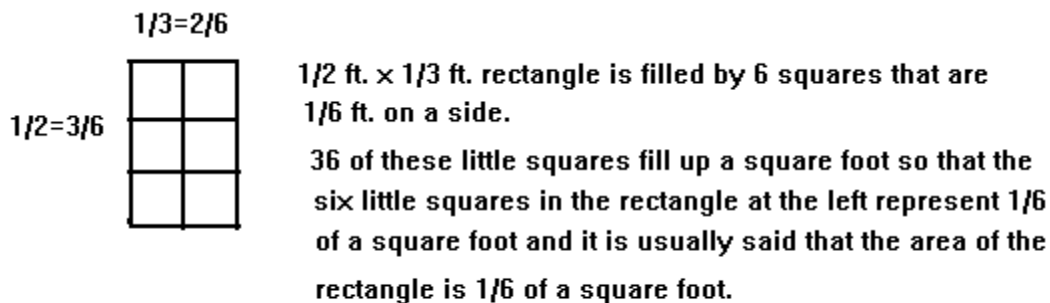 1/3=2/6
1/2 ft. × 1/3 ft. rectangle is filled by 6 squares that are
1/2=3/6
1/6 ft. on a side.
36 of these little squares fill up a square foot so that the
six little squares in the rectangle at the left represent 1/6
of a square foot and it is usually said that the area of the
rectangle is 1/6 of a square foot.